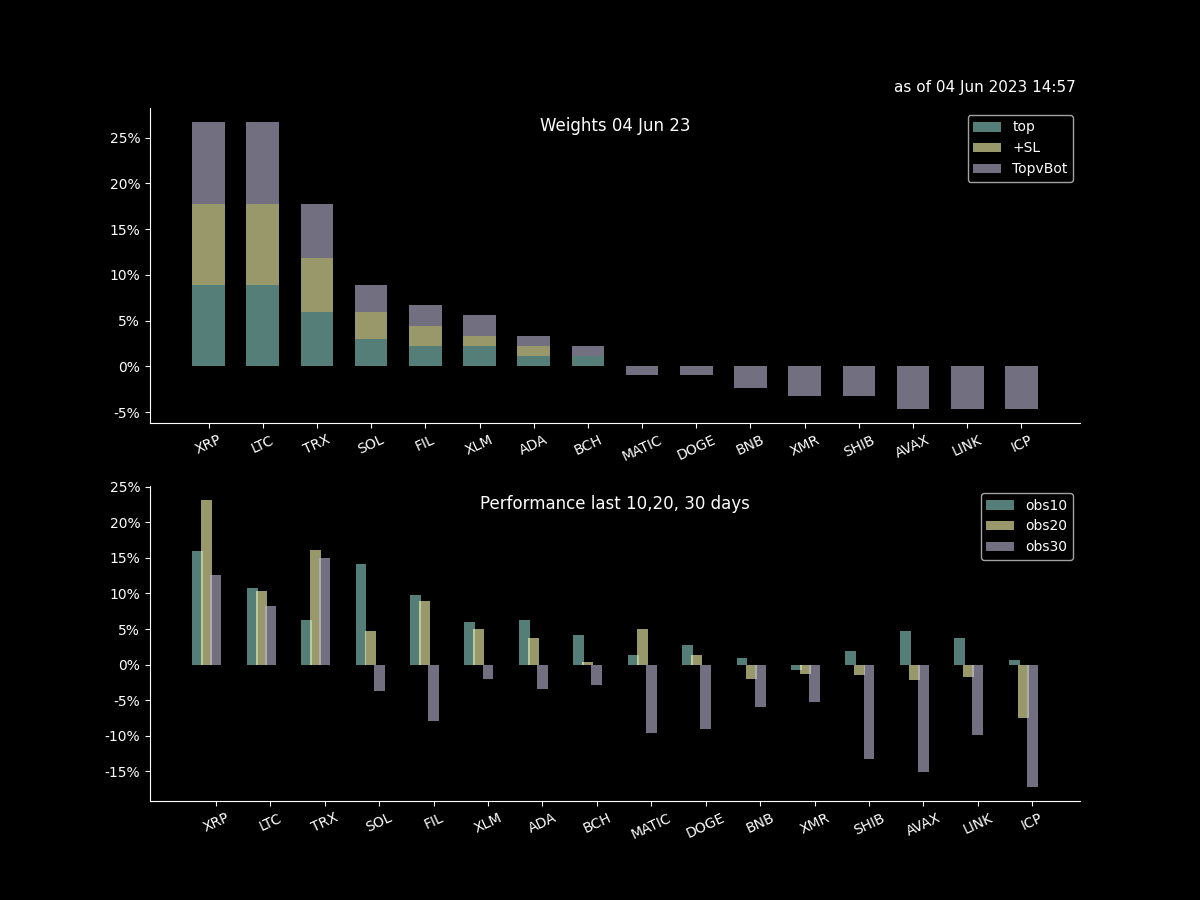 as of 04 Jun 2023 14:57
Weights 04 Jun 23
top
+SL
TopvBot
25%
20%
15%
10%
5%
0%
-5%
XRP LTC TRX SOL FIL XLM ADA BCH MATIC DOGE BNB XMR SHIB AVAX LINK ICP
Performance last 10,20, 30 days
obs10
obs20
obs30
25%
20%
15%
10%
5%
0%
-5%
-10%
-15%
XRP LTC TRX SOL FIL XLM ADA BCH MATIC DOGE BNB XMR SHIB AVAX LINK ICP